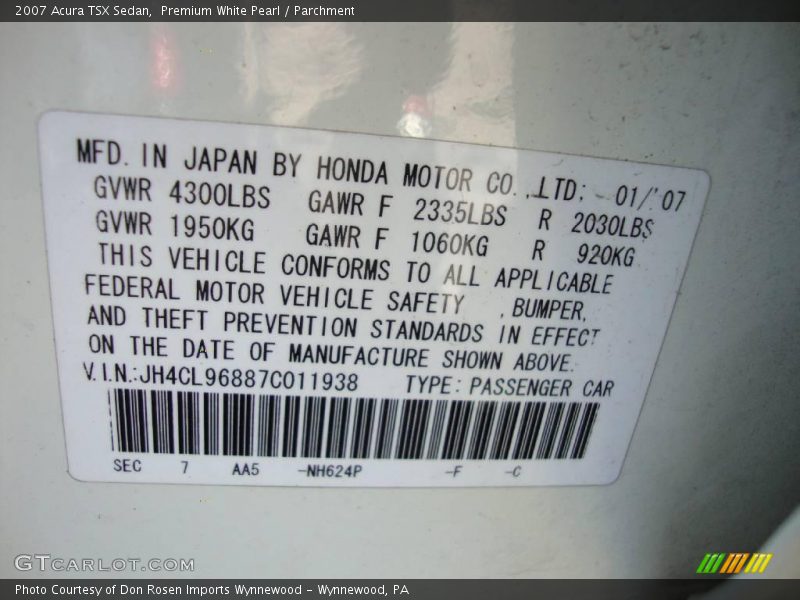 2007 Acura TSX Sedan, Premium White Pearl / Parchment
MFD. IN JAPAN BY HONDA MOTOR CO., LTD; 01/'07
GVWR 4300LBS GAWR F 2335LBS R 2030LBS
GVWR 1950KG GAWR F 1060KG R 920KG
THIS VEHICLE CONFORMS TO ALL APPLICABLE
FEDERAL MOTOR VEHICLE SAFETY , BUMPER,
AND THEFT PREVENTION STANDARDS IN EFFECT
ON THE DATE OF MANUFACTURE SHOWN ABOVE.
V.I.N.:JH4CL96887C011938 TYPE: PASSENGER CAR
SEC 7 AA5 -NH624P -F -C
GTCARLOT.COM
Photo Courtesy of Don Rosen Imports Wynnewood - Wynnewood, PA